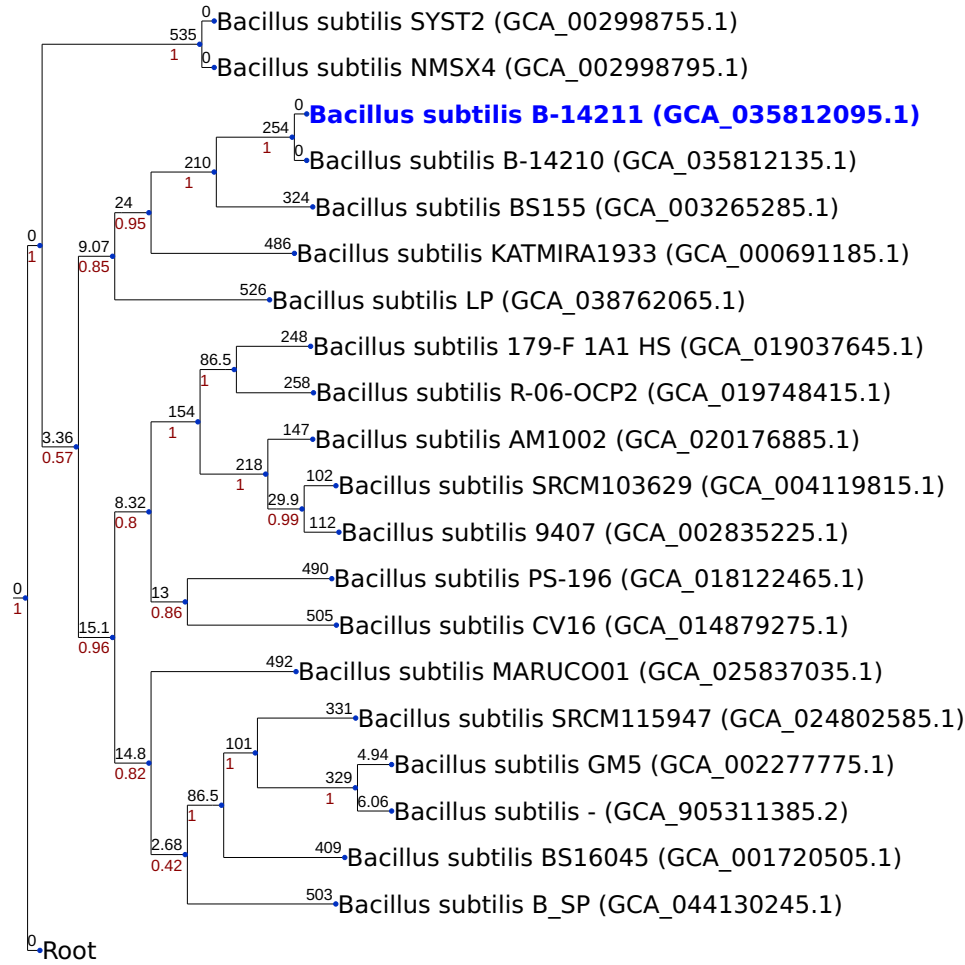 0
535 Bacillus subtilis SYST2 (GCA_002998755.1)
1
0 Bacillus subtilis NMSX4 (GCA_002998795.1)
0 Bacillus subtilis B-14211 (GCA_035812095.1)
254
1
0 Bacillus subtilis B-14210 (GCA_035812135.1)
210
1
324 Bacillus subtilis BS155 (GCA_003265285.1)
24
0.95
0
1
9.07
0.85
486 Bacillus subtilis KATMIRA1933 (GCA_000691185.1)
526 Bacillus subtilis LP (GCA_038762065.1)
248 Bacillus subtilis 179-F 1A1 HS (GCA_019037645.1)
86.5
1
258 Bacillus subtilis R-06-OCP2 (GCA_019748415.1)
154
1
3.36
0.57
147 Bacillus subtilis AM1002 (GCA_020176885.1)
218
1
102 Bacillus subtilis SRCM103629 (GCA_004119815.1)
8.32
0.8
29.9
0.99
112 Bacillus subtilis 9407 (GCA_002835225.1)
490 Bacillus subtilis PS-196 (GCA_018122465.1)
0
1
13
0.86
505 Bacillus subtilis CV16 (GCA_014879275.1)
15.1
0.96
492 Bacillus subtilis MARUCO01 (GCA_025837035.1)
331 Bacillus subtilis SRCM115947 (GCA_024802585.1)
101
1
14.8
0.82
4.94 Bacillus subtilis GM5 (GCA_002277775.1)
329
1
86.5
1
6.06 Bacillus subtilis - (GCA_905311385.2)
2.68
0.42
409 Bacillus subtilis BS16045 (GCA_001720505.1)
503 Bacillus subtilis B_SP (GCA_044130245.1)
0 Root